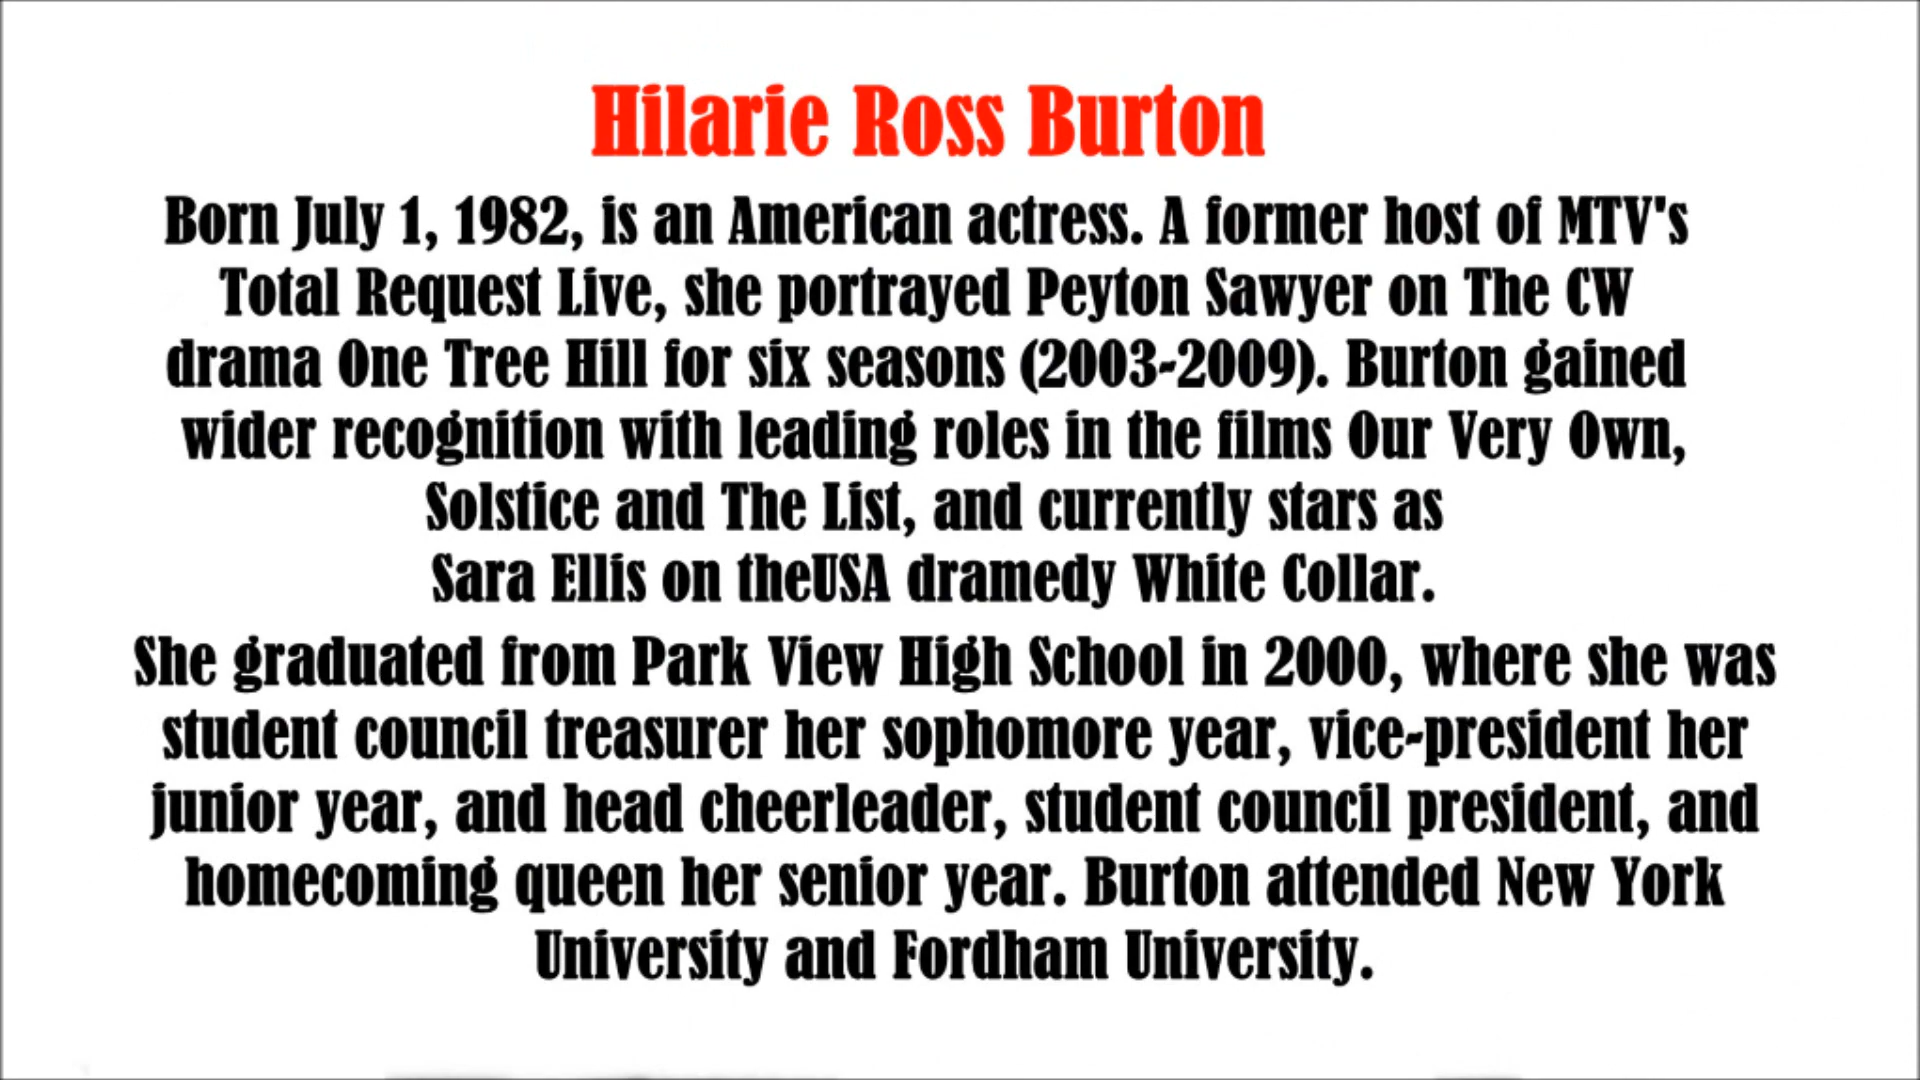 Hilarie Ross Burton
Born July 1, 1982, is an American actress. A former host of MTV's
Total Request Live, she portrayed Peyton Sawyer on The CW
drama One Tree Hill for six seasons (2003-2009). Burton gained
wider recognition with leading roles in the films Our Very Own,
Solstice and The List, and currently stars as
Sara Ellis on theUSA dramedy White Collar.
She graduated from Park View High School in 2000, where she was
student council treasurer her sophomore year, vice-president her
junior year, and head cheerleader, student council president, and
homecoming queen her senior year. Burton attended New York
University and Fordham University.